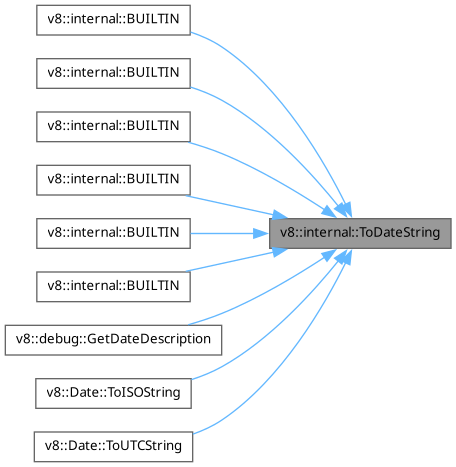 v8::internal::BUILTIN
v8::internal::BUILTIN
v8::internal::BUILTIN
v8::internal::BUILTIN
v8::internal::ToDateString
v8::internal::BUILTIN
v8::internal::BUILTIN
v8::debug::GetDateDescription
v8::Date::ToISOString
v8::Date::ToUTCString